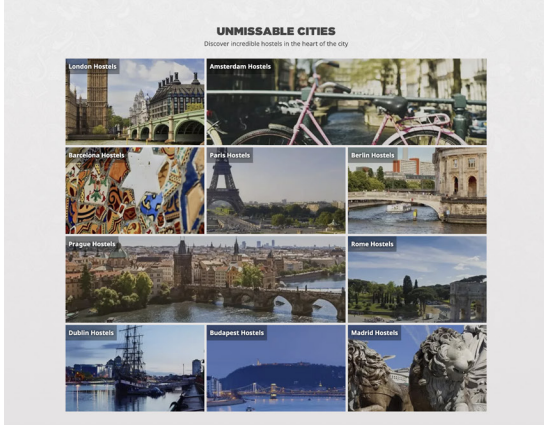 UNMISSABLE CITIES
Discover incredible hostels in the heart of the city
London Hostels
Amsterdam Hostels
Barcelona Hostels
Paris Hostels
Berlin Hostels
Prague Hostels
Rome Hostels
Dublin Hostels
Budapest Hostels
Madrid Hostels